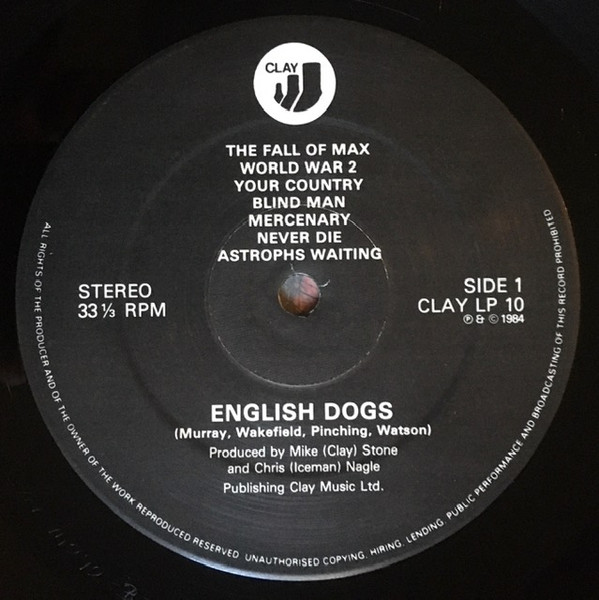 CLAY
THE FALL OF MAX
WORLD WAR 2
YOUR COUNTRY
BLIND MAN
MERCENARY
NEVER DIE
ASTROPHS WAITING
STEREO
33⅓ RPM
SIDE 1
CLAY LP 10
Ⓟ & © 1984
ENGLISH DOGS
(Murray, Wakefield, Pinching, Watson)
Produced by Mike (Clay) Stone
and Chris (Iceman) Nagle
Publishing Clay Music Ltd.
ALL RIGHTS OF THE PRODUCER AND OF THE OWNER OF THE WORK REPRODUCED RESERVED. UNAUTHORISED COPYING, HIRING, LENDING, PUBLIC PERFORMANCE AND BROADCASTING OF THIS RECORD PROHIBITED